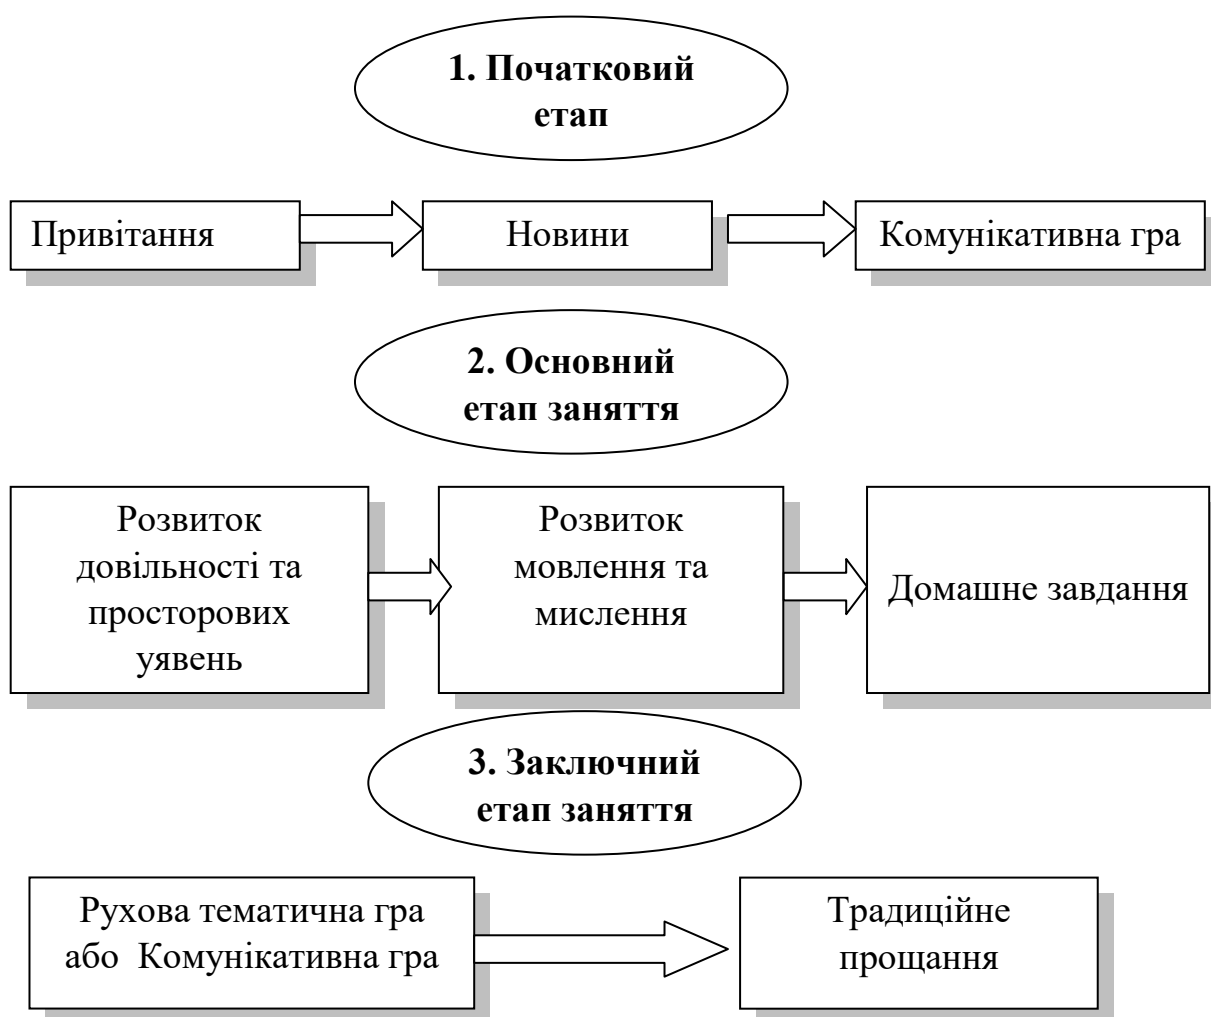 1. Початковий
етап
Привітання
Новини
Комунікативна гра
2. Основний
етап заняття
Розвиток
довільності та
просторових
уявень
Розвиток
мовлення та
мислення
Домашне завдання
3. Заключний
етап заняття
Рухова тематична гра
або Комунікативна гра
Традиційне
прощання